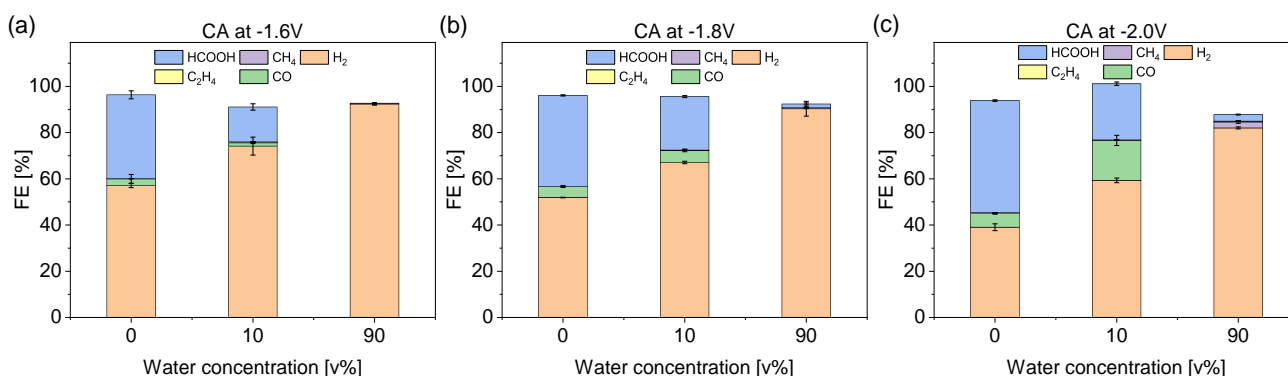 (a)
CA at -1.6V
HCOOH CH₄ H₂
C₂H₄ CO
FE [%]
100
80
60
40
20
0
0 10 90
Water concentration [v%]
(b)
CA at -1.8V
HCOOH CH₄ H₂
C₂H₄ CO
FE [%]
100
80
60
40
20
0
0 10 90
Water concentration [v%]
(c)
CA at -2.0V
HCOOH CH₄ H₂
C₂H₄ CO
FE [%]
100
80
60
40
20
0
0 10 90
Water concentration [v%]